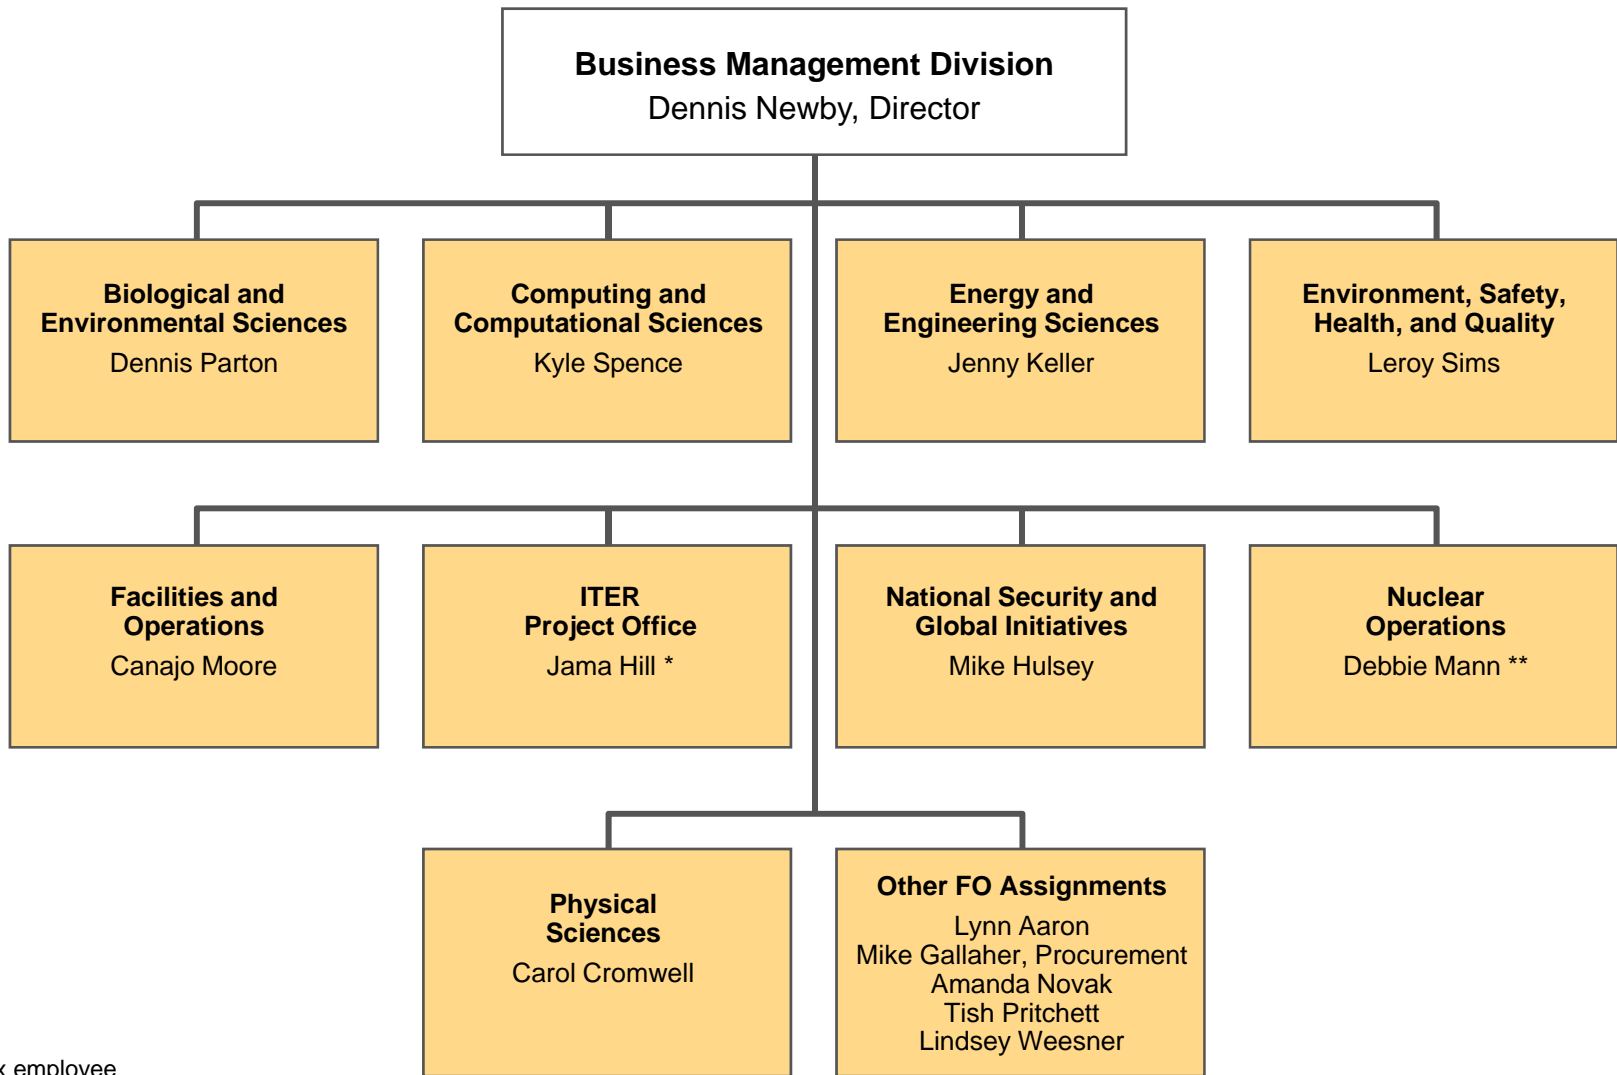 Business Management Division
Dennis Newby, Director
Biological and
Environmental Sciences
Dennis Parton
Computing and
Computational Sciences
Kyle Spence
Energy and
Engineering Sciences
Jenny Keller
Environment, Safety,
Health, and Quality
Leroy Sims
Facilities and
Operations
Canajo Moore
ITER
Project Office
Jama Hill *
National Security and
Global Initiatives
Mike Hulsey
Nuclear
Operations
Debbie Mann **
Physical
Sciences
Carol Cromwell
Other FO Assignments
Lynn Aaron
Mike Gallaher, Procurement
Amanda Novak
Tish Pritchett
Lindsey Weesner
employee